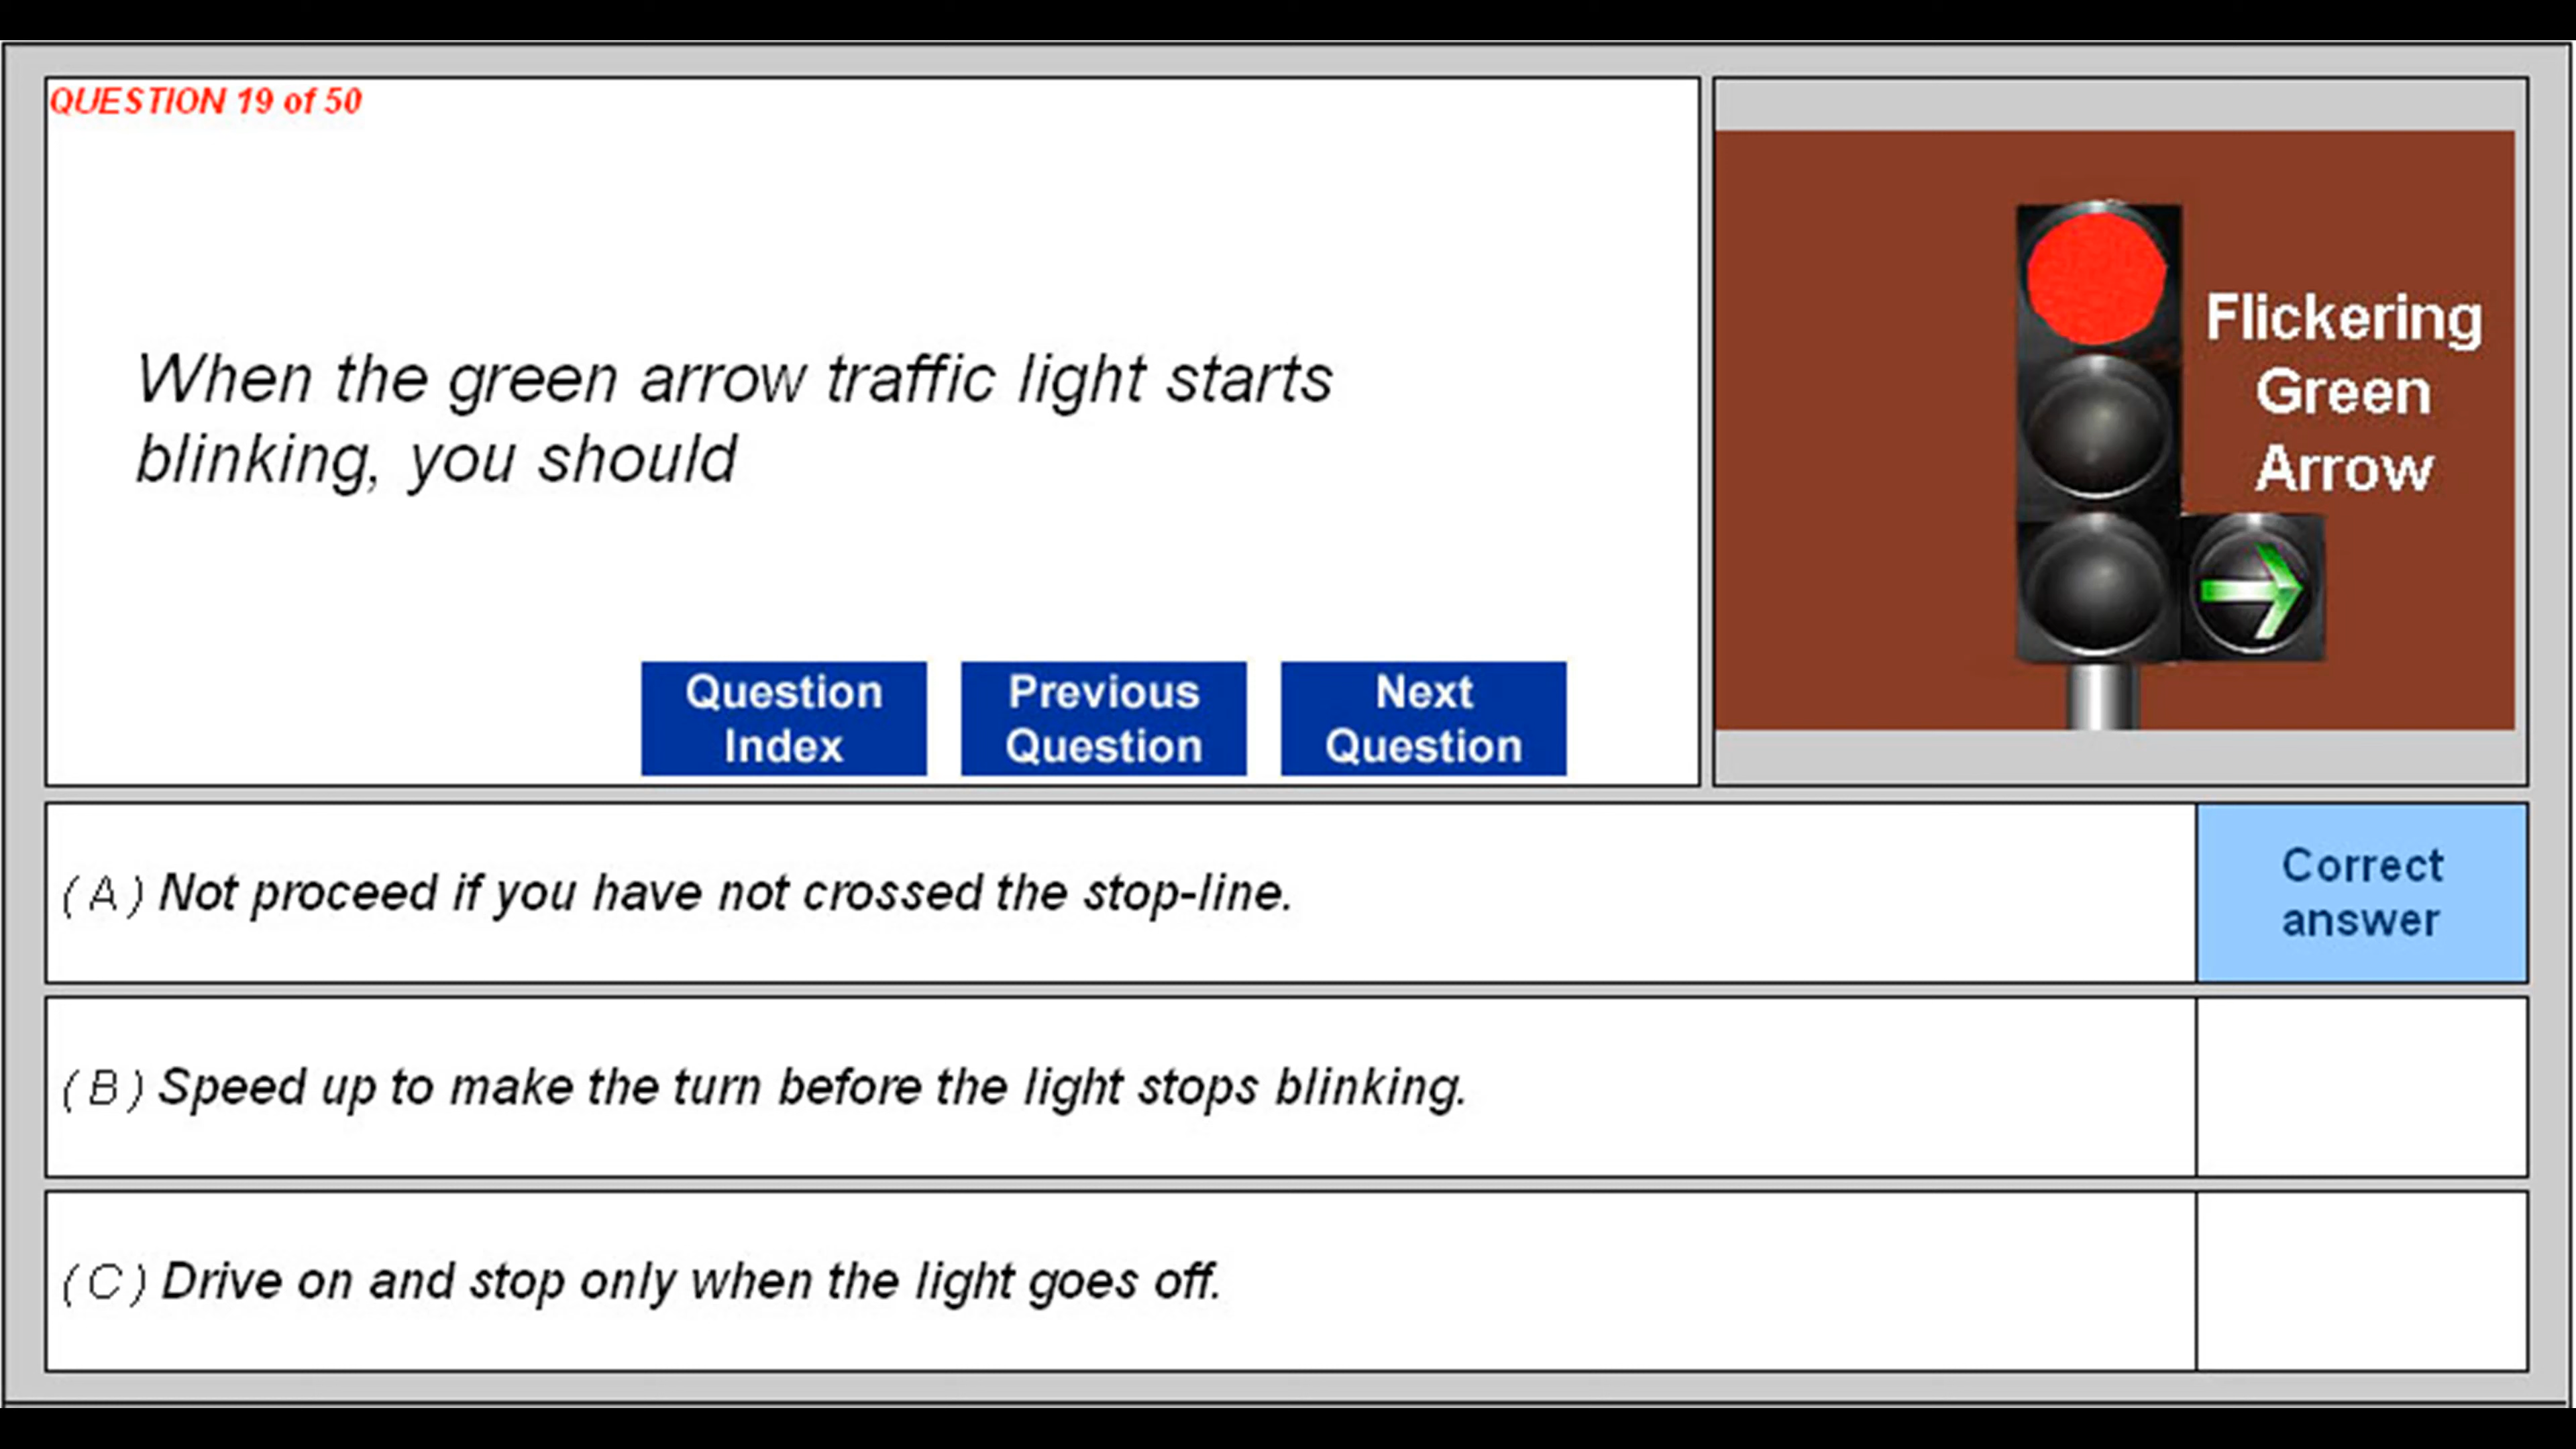 QUESTION 19 of 50
When the green arrow traffic light starts
blinking, you should
Flickering
Green
Arrow
Question
Index
Previous
Question
Next
Question
(A) Not proceed if you have not crossed the stop-line.
Correct
answer
(B) Speed up to make the turn before the light stops blinking.
(C) Drive on and stop only when the light goes off.